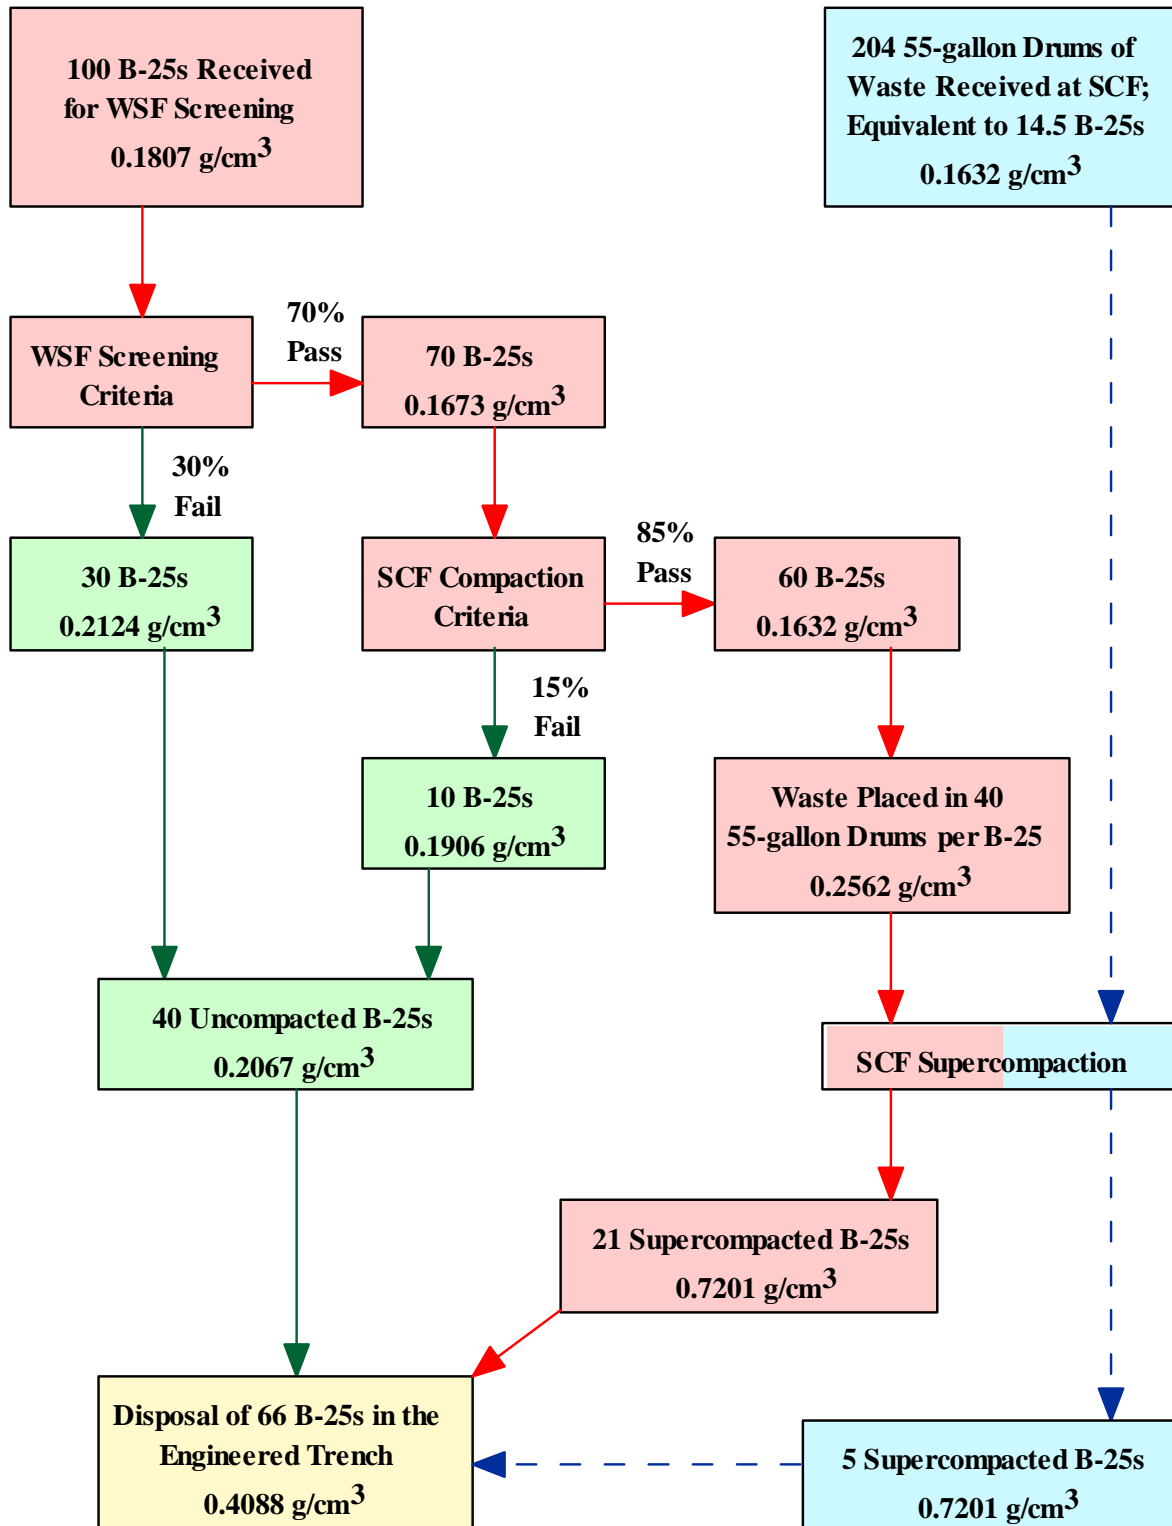 100 B-25s Received
for WSF Screening
0.1807 g/cm³
204 55-gallon Drums of
Waste Received at SCF;
Equivalent to 14.5 B-25s
0.1632 g/cm³
WSF Screening
Criteria
70%
Pass
70 B-25s
0.1673 g/cm³
30%
Fail
30 B-25s
0.2124 g/cm³
SCF Compaction
Criteria
85%
Pass
60 B-25s
0.1632 g/cm³
15%
Fail
10 B-25s
0.1906 g/cm³
Waste Placed in 40
55-gallon Drums per B-25
0.2562 g/cm³
40 Uncompacted B-25s
0.2067 g/cm³
SCF Supercompaction
21 Supercompacted B-25s
0.7201 g/cm³
Disposal of 66 B-25s in the
Engineered Trench
0.4088 g/cm³
5 Supercompacted B-25s
0.7201 g/cm³